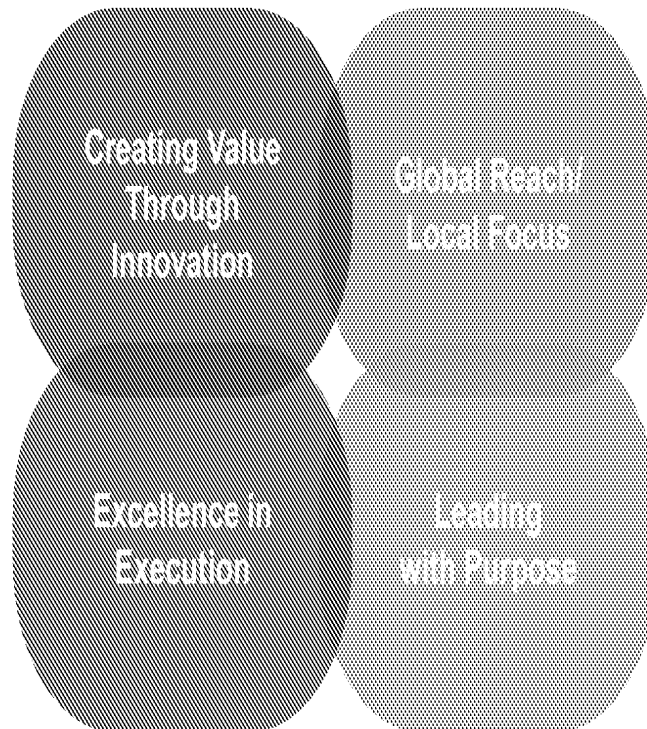 Creating Value
Through
Innovation
Global Reach/
Local Focus
Excellence in
Execution
Leading
with Purpose